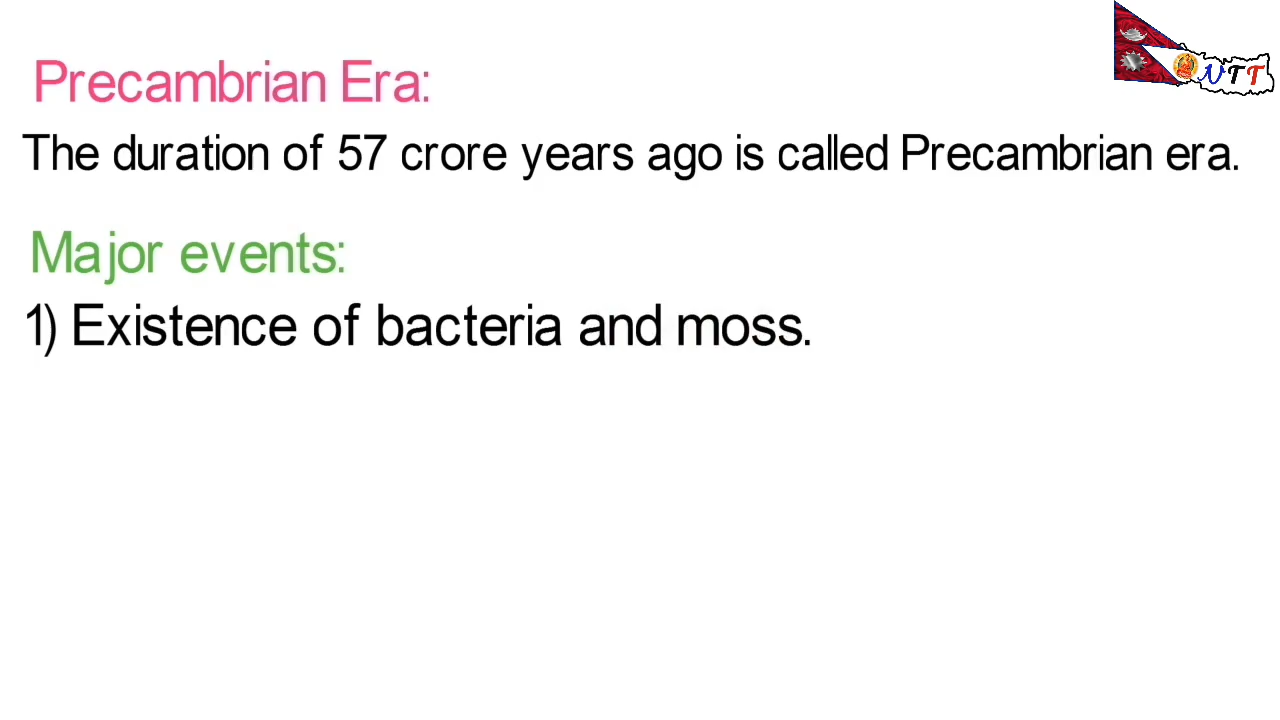 NTT
Precambrian Era:
The duration of 57 crore years ago is called Precambrian era.
Major events:
1) Existence of bacteria and moss.